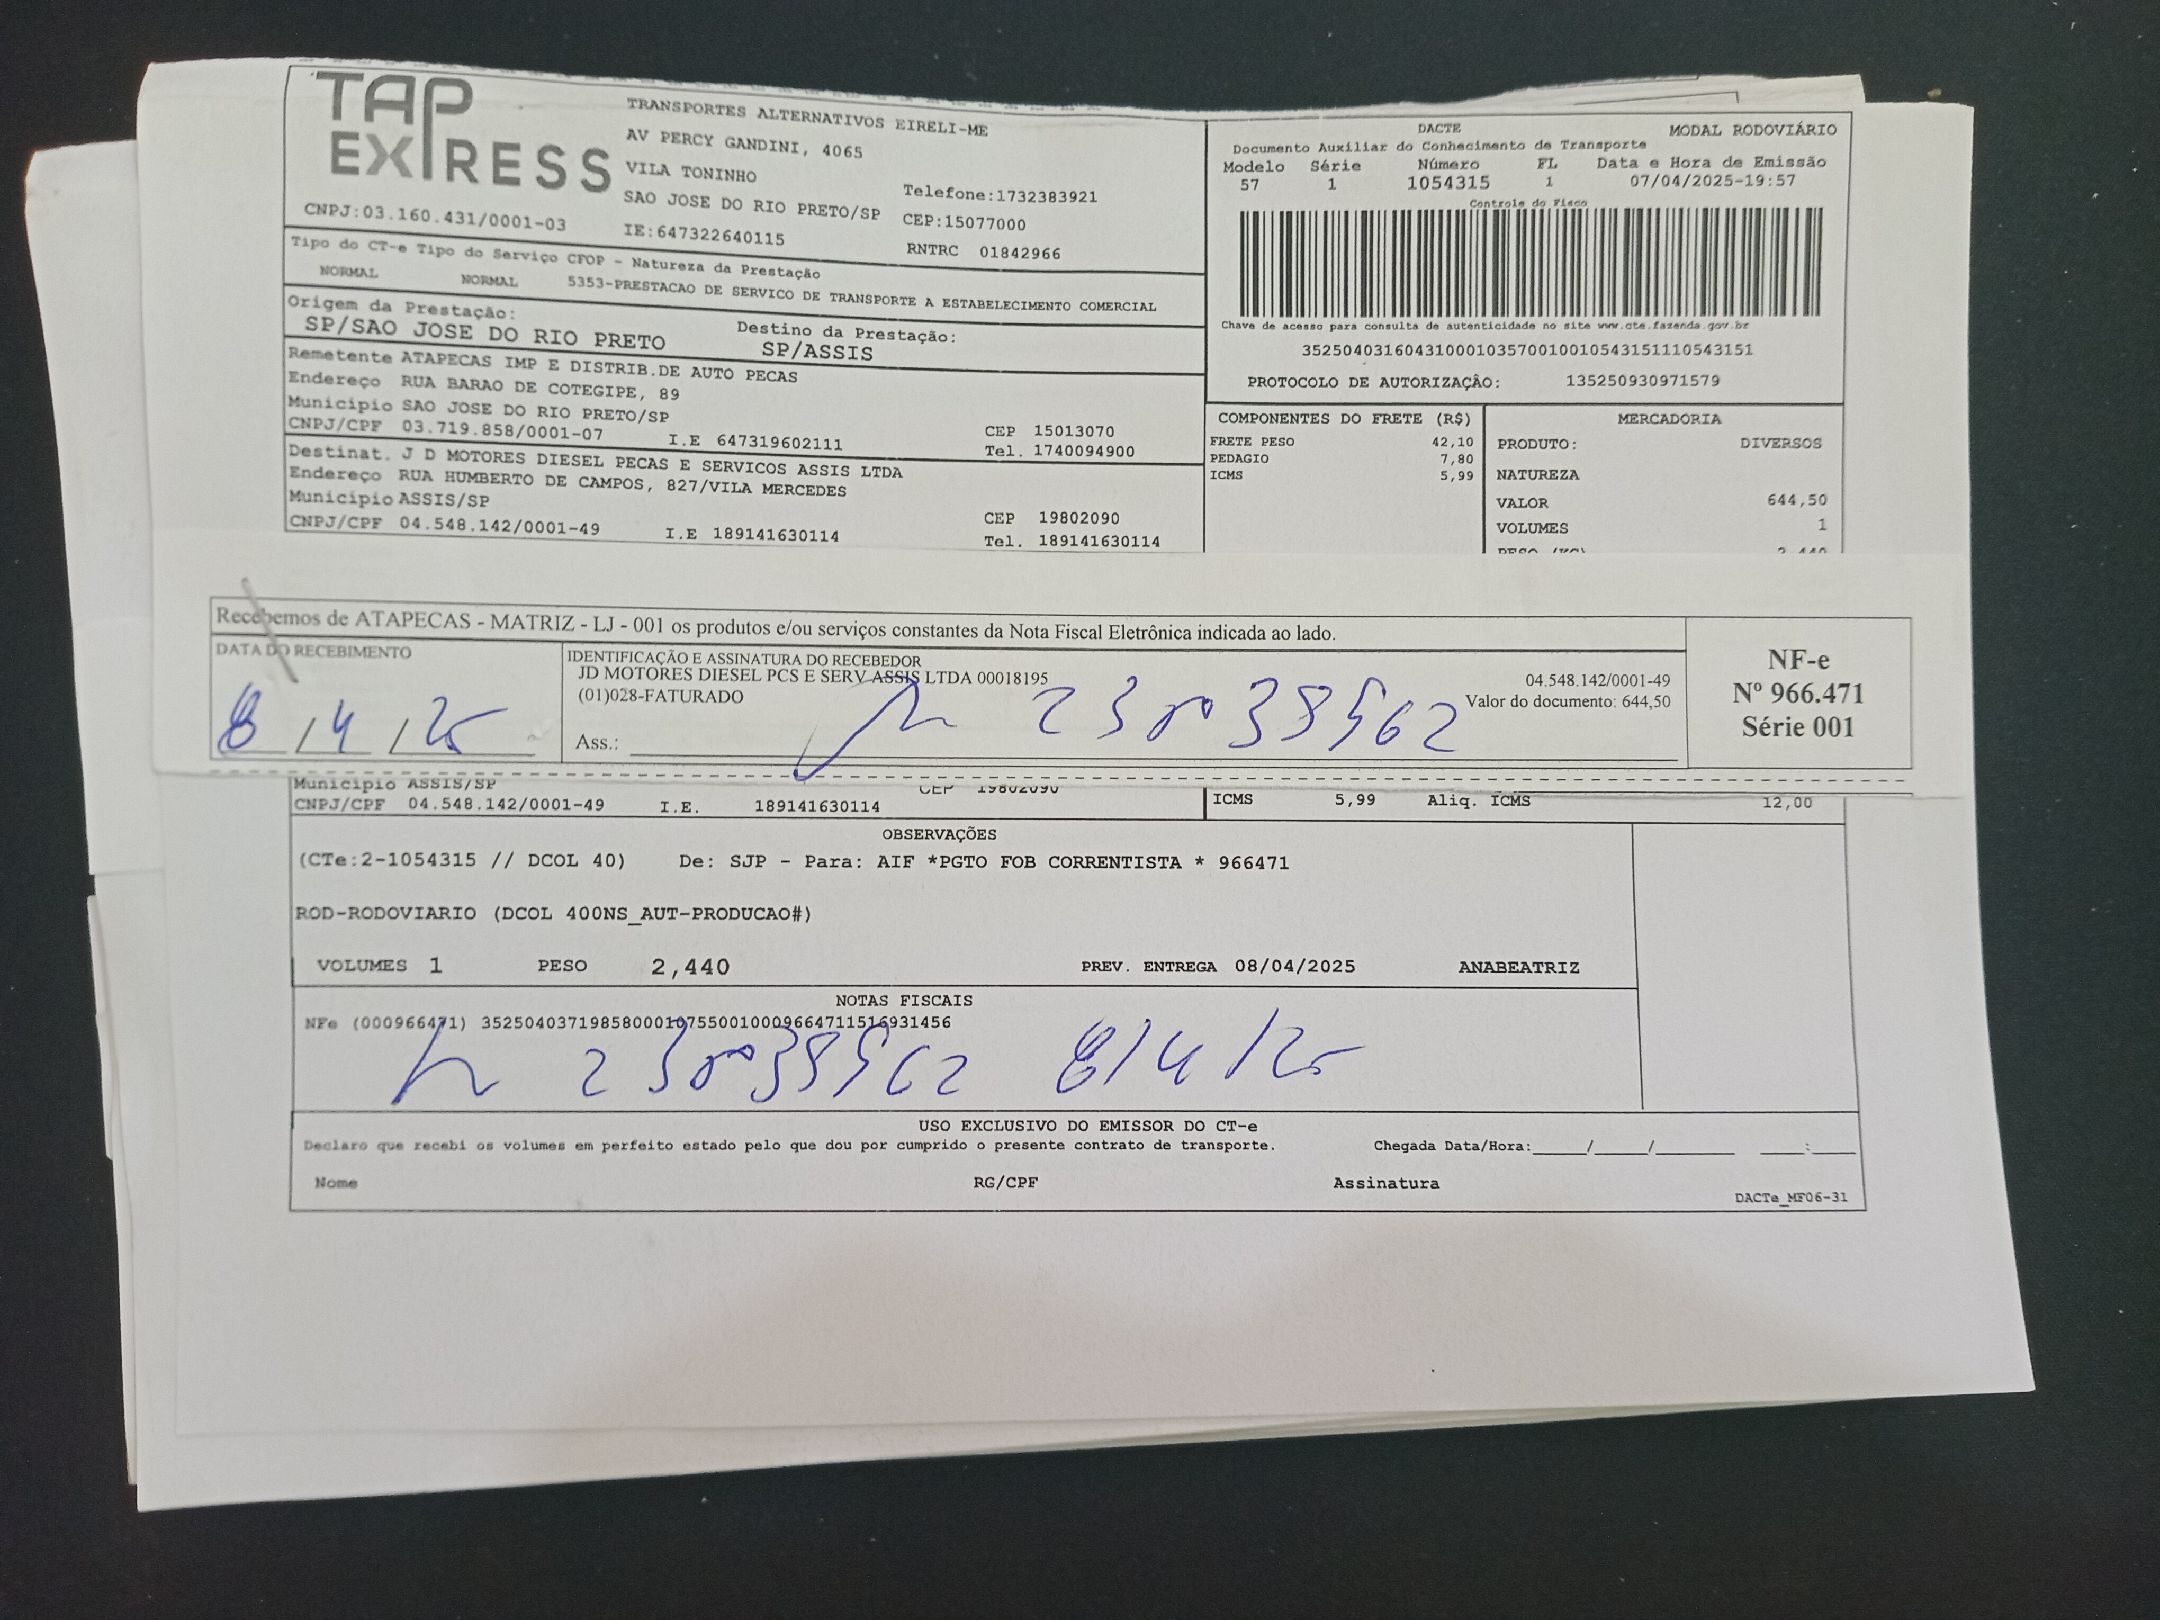 TAP EXPRESS
TRANSPORTES ALTERNATIVOS EIRELI-ME
AV PERCY GANDINI, 4065
VILA TONINHO
SAO JOSE DO RIO PRETO/SP
Telefone:1732383921
CEP:15077000
CNPJ:03.160.431/0001-03
IE:647322640115
RNTRC 01842966
Tipo do CT-e Tipo do Serviço CFOP - Natureza da Prestação
NORMAL NORMAL 5353-PRESTACAO DE SERVICO DE TRANSPORTE A ESTABELECIMENTO COMERCIAL
Origem da Prestação:
SP/SAO JOSE DO RIO PRETO
Destino da Prestação:
SP/ASSIS
Remetente ATAPECAS IMP E DISTRIB.DE AUTO PECAS
Endereço RUA BARAO DE COTEGIPE, 89
Município SAO JOSE DO RIO PRETO/SP
CNPJ/CPF 03.719.858/0001-07 I.E 647319602111
CEP 15013070
Tel. 1740094900
Destinat. J D MOTORES DIESEL PECAS E SERVICOS ASSIS LTDA
Endereço RUA HUMBERTO DE CAMPOS, 827/VILA MERCEDES
Município ASSIS/SP
CNPJ/CPF 04.548.142/0001-49 I.E 189141630114
CEP 19802090
Tel. 189141630114
DACTE MODAL RODOVIÁRIO
Documento Auxiliar do Conhecimento de Transporte
Modelo Série Número FL Data e Hora de Emissão
57 1 1054315 1 07/04/2025-19:57
Controle do Fisco
Chave de acesso para consulta de autenticidade no site www.cte.fazenda.gov.br
35250403160431000103570010010543151110543151
PROTOCOLO DE AUTORIZAÇÃO: 135250930971579
COMPONENTES DO FRETE (R$)
FRETE PESO 42,10
PEDAGIO 7,80
ICMS 5,99
MERCADORIA
PRODUTO: DIVERSOS
NATUREZA
VALOR 644,50
VOLUMES 1
Recebemos de ATAPECAS - MATRIZ - LJ - 001 os produtos e/ou serviços constantes da Nota Fiscal Eletrônica indicada ao lado.
DATA DO RECEBIMENTO
8/4/25
IDENTIFICAÇÃO E ASSINATURA DO RECEBEDOR
JD MOTORES DIESEL PCS E SERV ASSIS LTDA 00018195
04.548.142/0001-49
(01)028-FATURADO
Valor do documento: 644,50
Ass.:
NF-e
Nº 966.471
Série 001
Município ASSIS/SP
CEP 19802090
CNPJ/CPF 04.548.142/0001-49 I.E. 189141630114
ICMS 5,99 Aliq. ICMS 12,00
OBSERVAÇÕES
(CTe:2-1054315 // DCOL 40) De: SJP - Para: AIF *PGTO FOB CORRENTISTA * 966471
ROD-RODOVIARIO (DCOL 400NS_AUT-PRODUCAO#)
VOLUMES 1 PESO 2,440 PREV. ENTREGA 08/04/2025 ANABEATRIZ
NOTAS FISCAIS
NFe (000966471) 35250403719858000107550010009664711516931456
8/4/25
USO EXCLUSIVO DO EMISSOR DO CT-e
Declaro que recebi os volumes em perfeito estado pelo que dou por cumprido o presente contrato de transporte.
Chegada Data/Hora:_____/_____/_______ ____:____
Nome RG/CPF Assinatura
DACTe_MF06-31